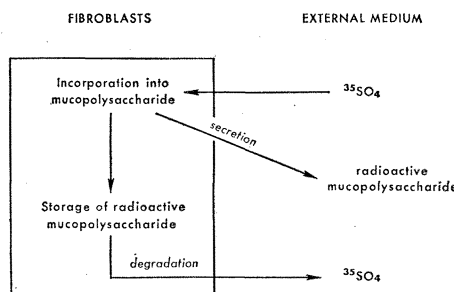 FIBROBLASTS EXTERNAL MEDIUM
Incorporation into
mucopolysaccharide
³⁵SO₄
secretion
radioactive
mucopolysaccharide
Storage of radioactive
mucopolysaccharide
degradation
³⁵SO₄